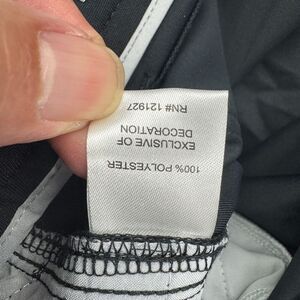 100% POLYESTER
EXCLUSIVE OF
DECORATION
RN# 121927